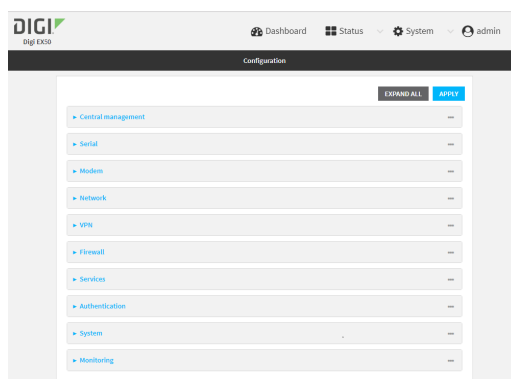 DIGI
Digi EX50
Dashboard Status System admin
Configuration
EXPAND ALL APPLY
Central management
Serial
Modem
Network
VPN
Firewall
Services
Authentication
System
Monitoring